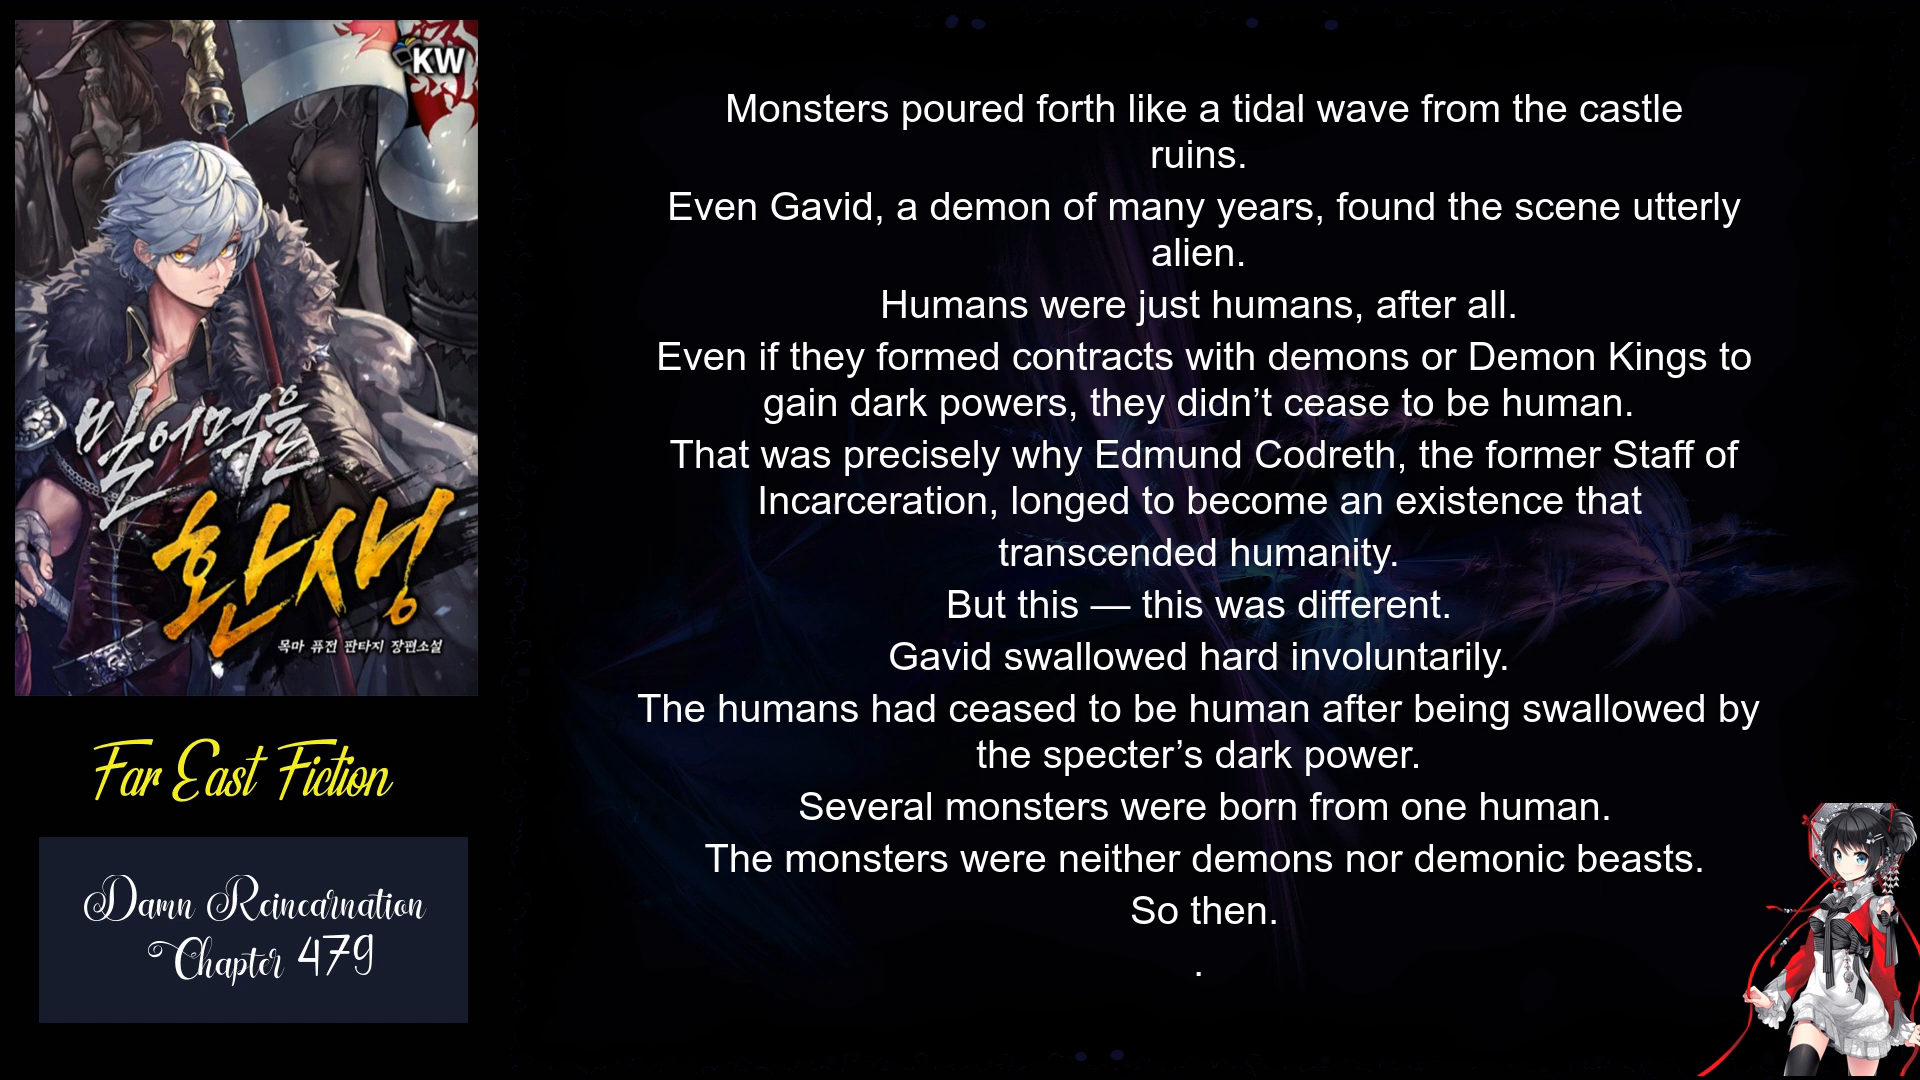 KW
빌어먹을
환생
목마 퓨전 판타지 장편소설
Far East Fiction
Damn Reincarnation
Chapter 479
Monsters poured forth like a tidal wave from the castle
ruins.
Even Gavid, a demon of many years, found the scene utterly
alien.
Humans were just humans, after all.
Even if they formed contracts with demons or Demon Kings to
gain dark powers, they didn’t cease to be human.
That was precisely why Edmund Codreth, the former Staff of
Incarceration, longed to become an existence that
transcended humanity.
But this — this was different.
Gavid swallowed hard involuntarily.
The humans had ceased to be human after being swallowed by
the specter’s dark power.
Several monsters were born from one human.
The monsters were neither demons nor demonic beasts.
So then.
.